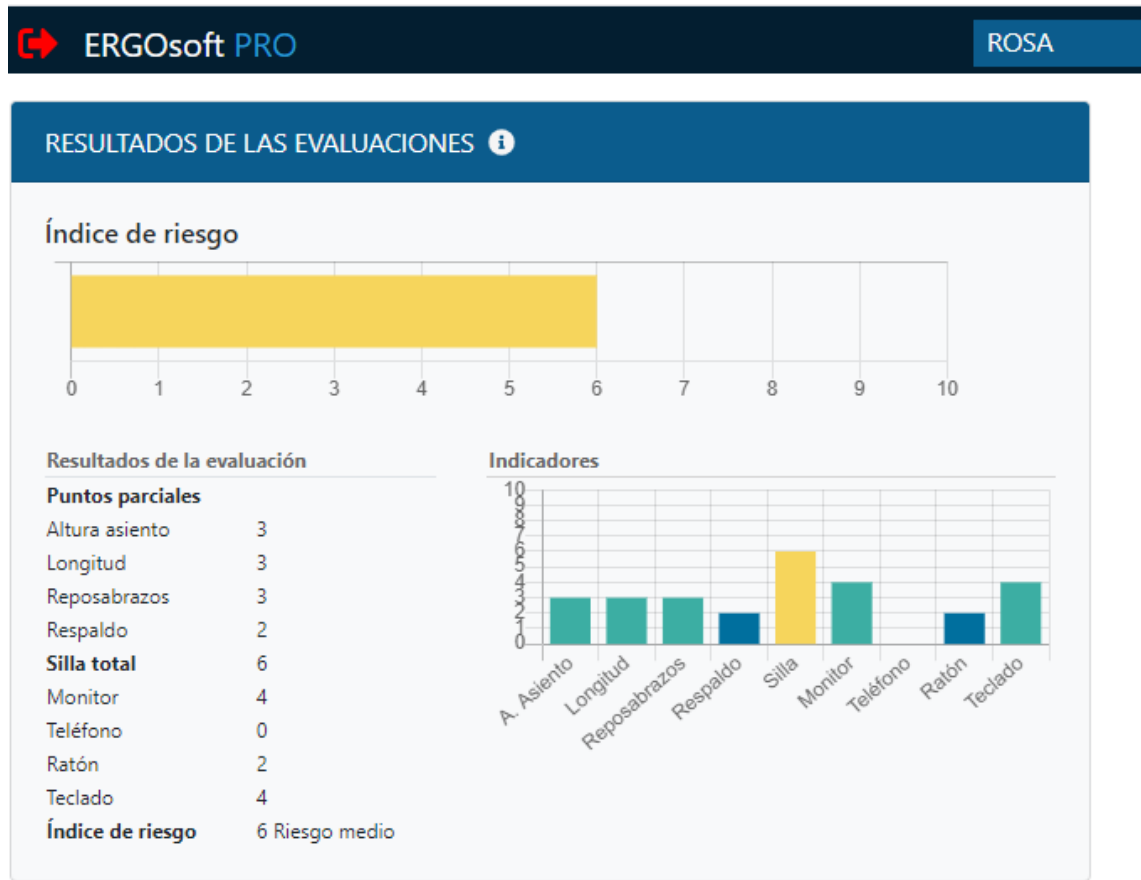 ERGOsoft PRO
ROSA
RESULTADOS DE LAS EVALUACIONES
Índice de riesgo
0 1 2 3 4 5 6 7 8 9 10
Resultados de la evaluación
Puntos parciales
Altura asiento 3
Longitud 3
Reposabrazos 3
Respaldo 2
Silla total 6
Monitor 4
Teléfono 0
Ratón 2
Teclado 4
Índice de riesgo 6 Riesgo medio
Indicadores
10
9
8
7
6
5
4
3
2
1
0
A. Asiento Longitud Reposabrazos Respaldo Silla Monitor Teléfono Ratón Teclado